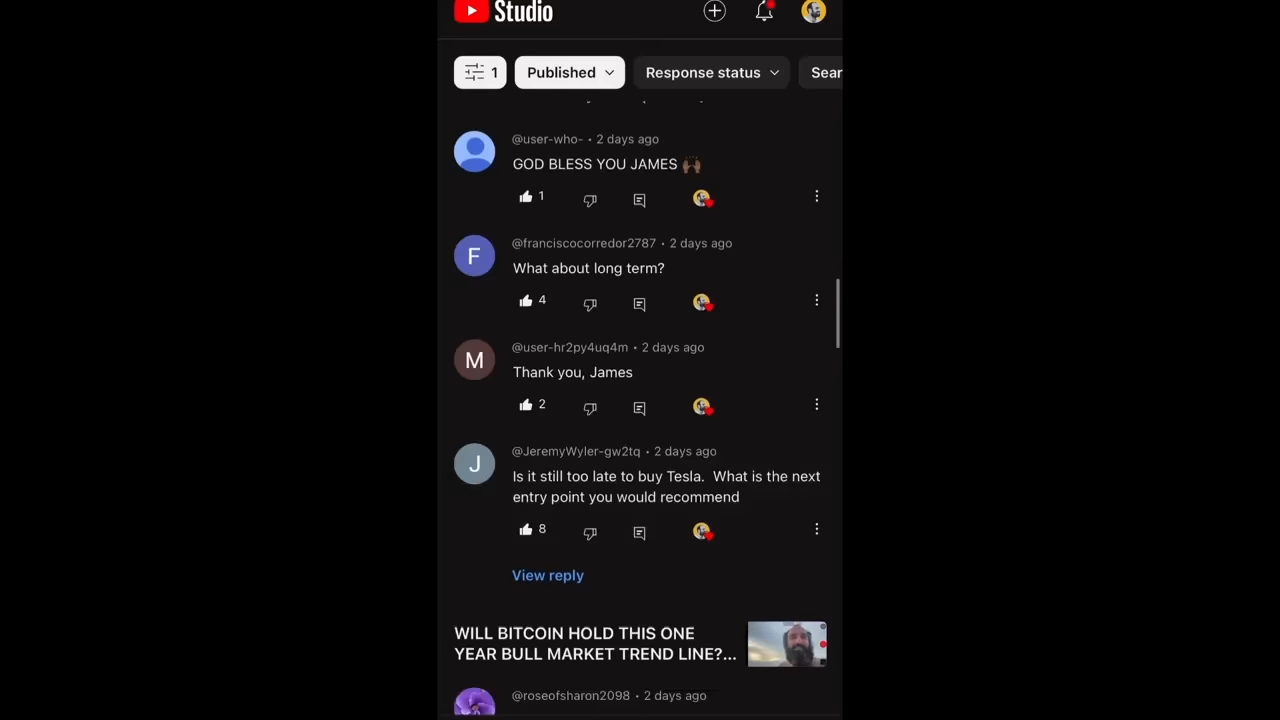 Studio
1
Published
Response status
Sear
@user-who- • 2 days ago
GOD BLESS YOU JAMES 🙌🏾
1
F
@franciscocorredor2787 • 2 days ago
What about long term?
4
M
@user-hr2py4uq4m • 2 days ago
Thank you, James
2
J
@JeremyWyler-gw2tq • 2 days ago
Is it still too late to buy Tesla.  What is the next
entry point you would recommend
8
View reply
WILL BITCOIN HOLD THIS ONE
YEAR BULL MARKET TREND LINE?...
@roseofsharon2098 • 2 days ago